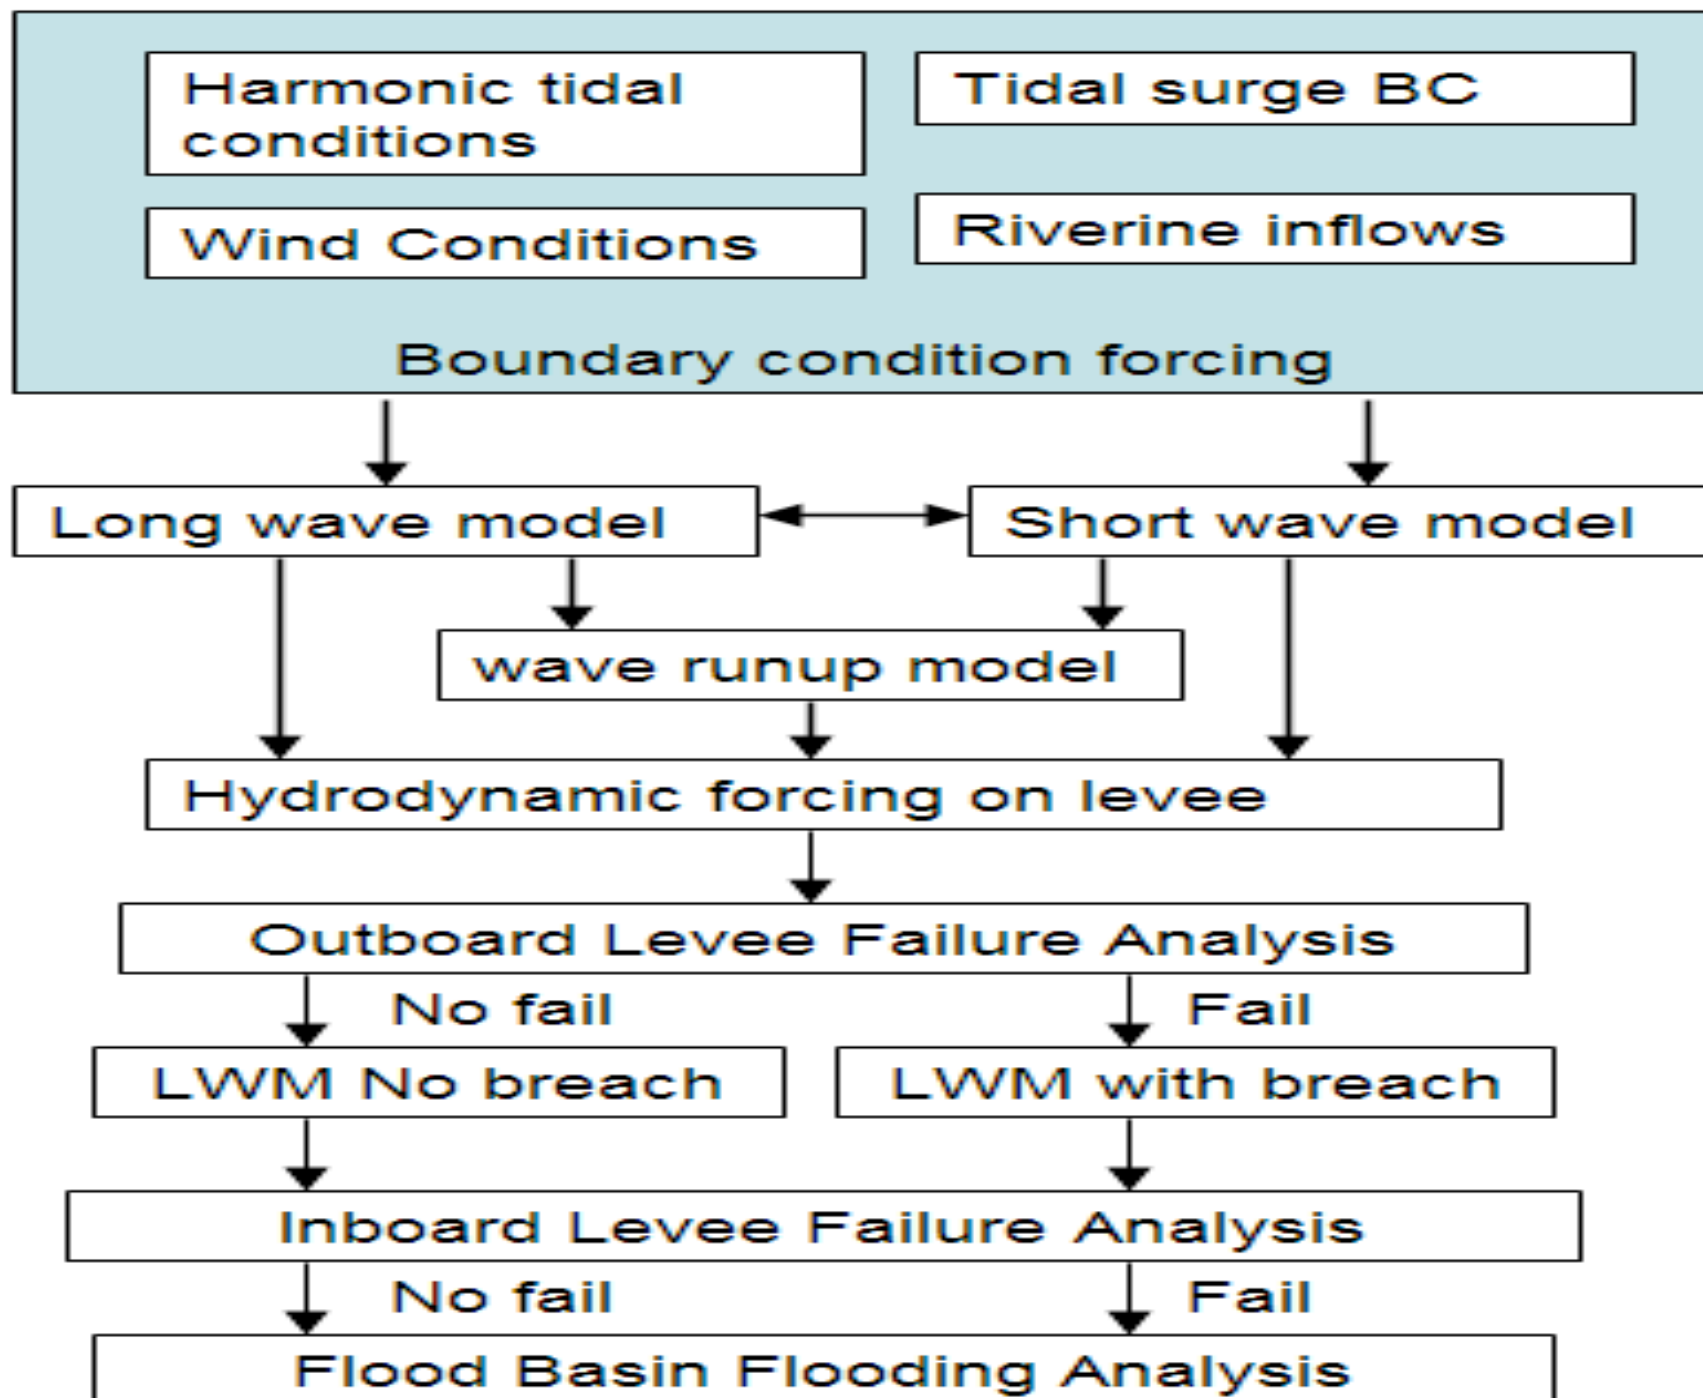 Harmonic tidal
conditions
Tidal surge BC
Wind Conditions
Riverine inflows
Boundary condition forcing
Long wave model
Short wave model
wave runup model
Hydrodynamic forcing on levee
Outboard Levee Failure Analysis
No fail
Fail
LWM No breach
LWM with breach
Inboard Levee Failure Analysis
No fail
Fail
Flood Basin Flooding Analysis